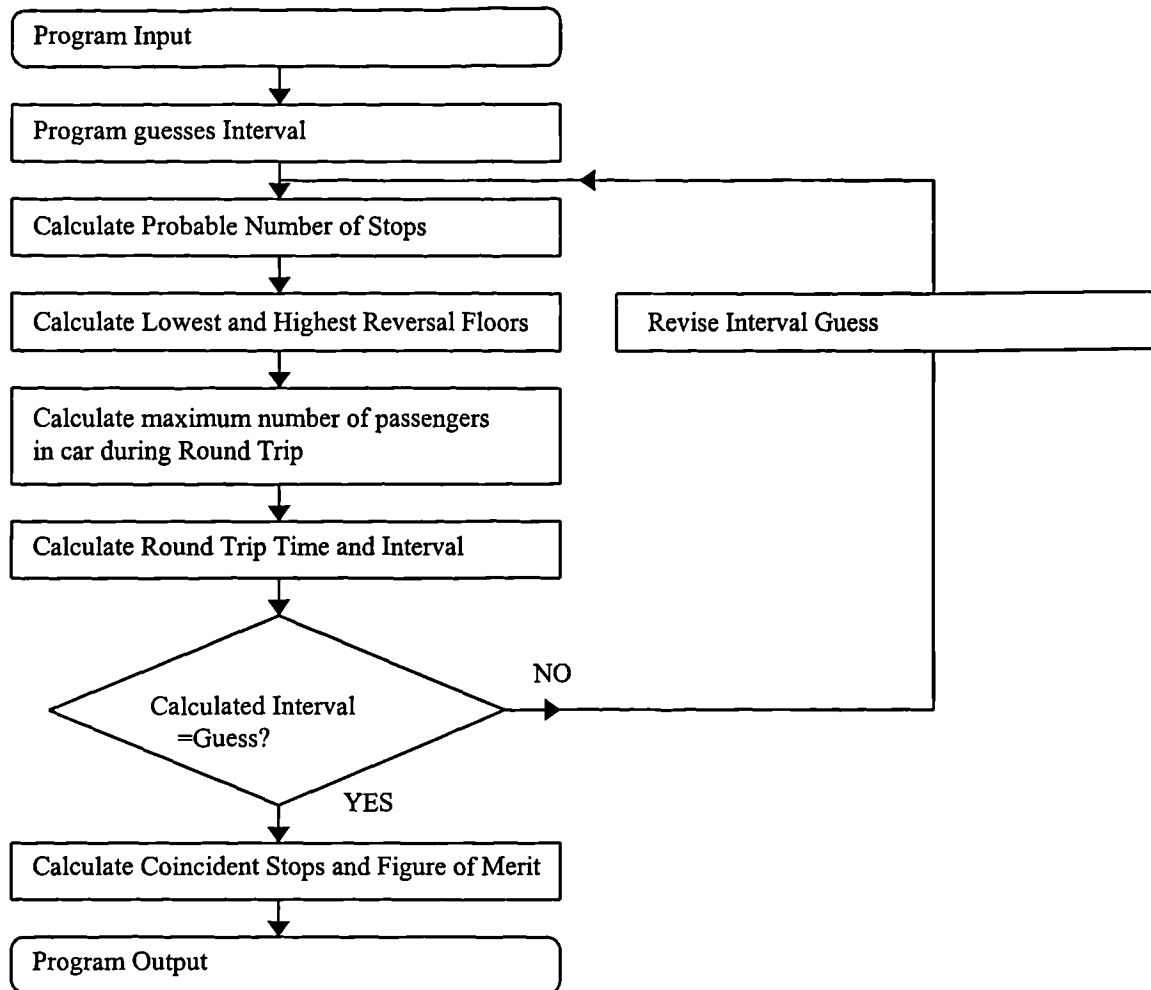 Program Input
Program guesses Interval
Calculate Probable Number of Stops
Calculate Lowest and Highest Reversal Floors
Revise Interval Guess
Calculate maximum number of passengers
in car during Round Trip
Calculate Round Trip Time and Interval
NO
Calculated Interval
=Guess?
YES
Calculate Coincident Stops and Figure of Merit
Program Output